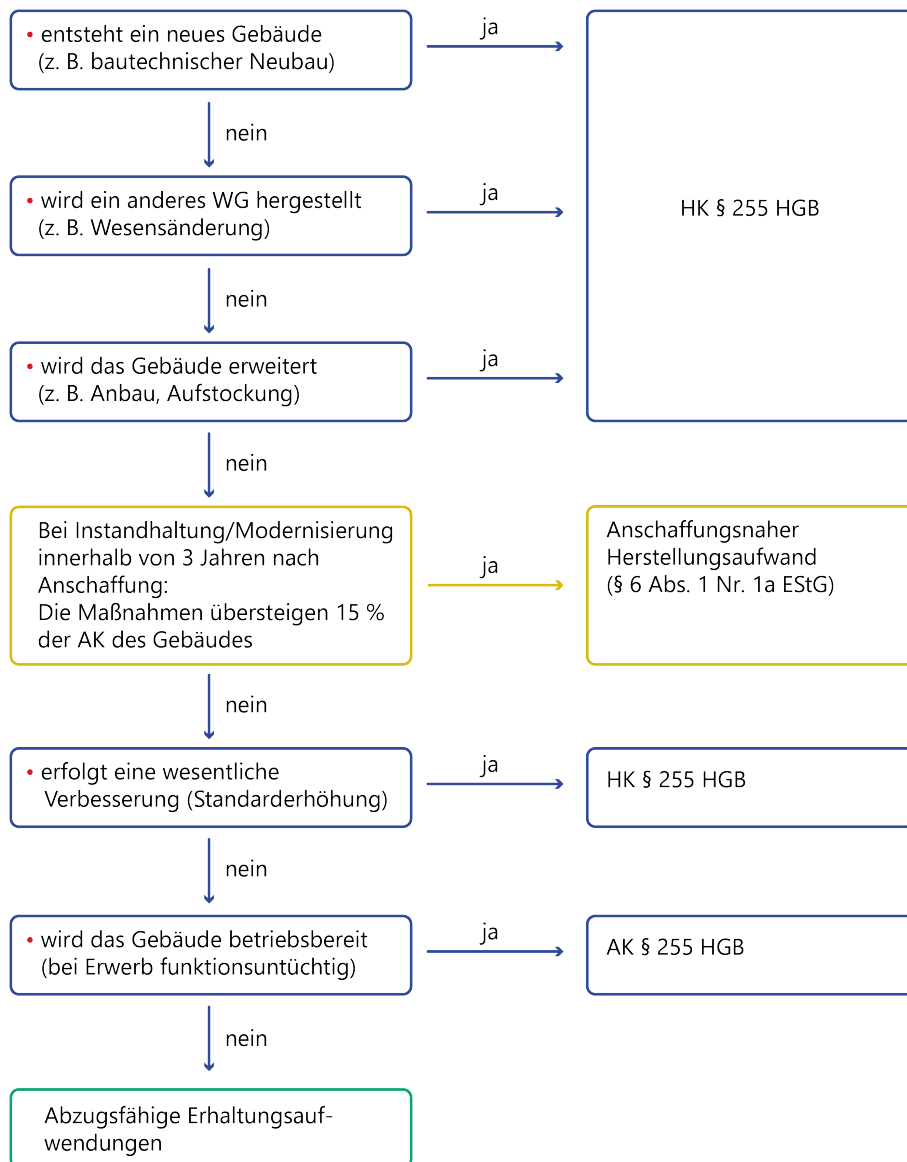 • entsteht ein neues Gebäude
(z. B. bautechnischer Neubau)
ja
HK § 255 HGB
nein
• wird ein anderes WG hergestellt
(z. B. Wesensänderung)
ja
nein
• wird das Gebäude erweitert
(z. B. Anbau, Aufstockung)
ja
nein
Bei Instandhaltung/Modernisierung
innerhalb von 3 Jahren nach
Anschaffung:
Die Maßnahmen übersteigen 15 %
der AK des Gebäudes
ja
Anschaffungsnaher
Herstellungsaufwand
(§ 6 Abs. 1 Nr. 1a EStG)
nein
• erfolgt eine wesentliche
Verbesserung (Standarderhöhung)
ja
HK § 255 HGB
nein
• wird das Gebäude betriebsbereit
(bei Erwerb funktionsuntüchtig)
ja
AK § 255 HGB
nein
Abzugsfähige Erhaltungsauf-
wendungen